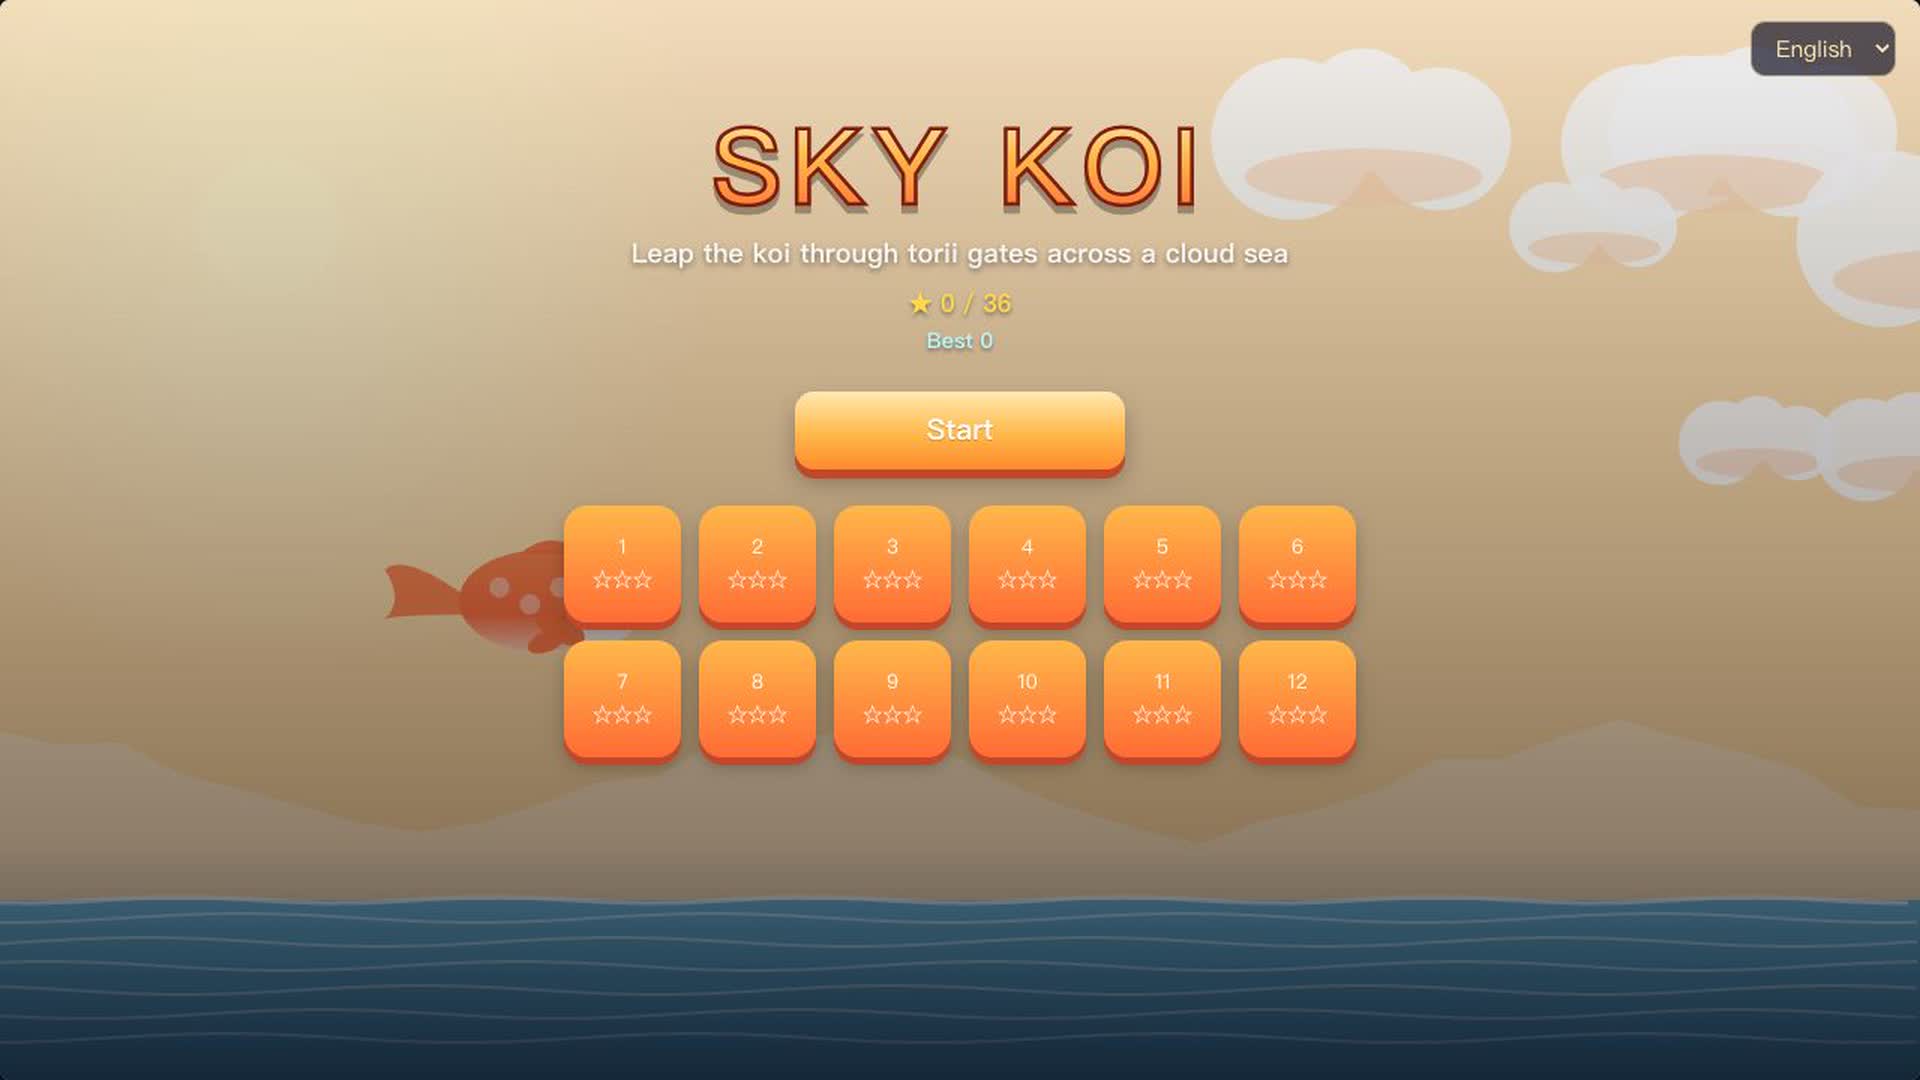 English
SKY KOI
Leap the koi through torii gates across a cloud sea
★ 0 / 36
Best 0
Start
1 2 3 4 5 6
☆☆☆ ☆☆☆ ☆☆☆ ☆☆☆ ☆☆☆ ☆☆☆
7 8 9 10 11 12
☆☆☆ ☆☆☆ ☆☆☆ ☆☆☆ ☆☆☆ ☆☆☆